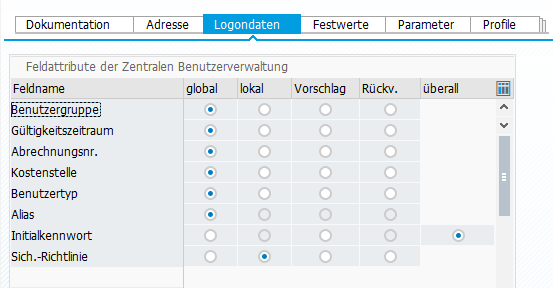 Dokumentation Adresse Logondaten Festwerte Parameter Profile
Feldattribute der Zentralen Benutzerverwaltung
Feldname global lokal Vorschlag Rückv. überall
Benutzergruppe
Gültigkeitszeitraum
Abrechnungsnr.
Kostenstelle
Benutzertyp
Alias
Initialkennwort
Sich.-Richtlinie